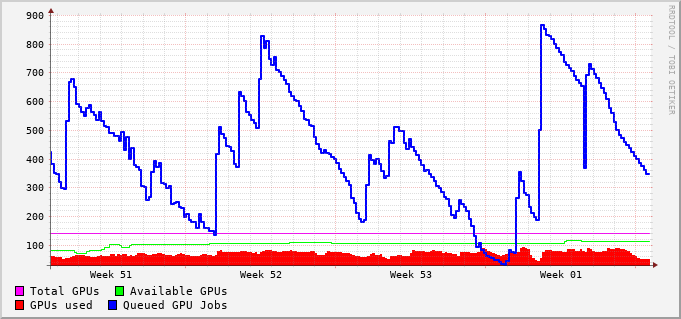 900
800
700
600
500
400
300
200
100
Week 51 Week 52 Week 53 Week 01
Total GPUs Available GPUs
GPUs used Queued GPU Jobs
RRDTOOL / TOBI OETIKER